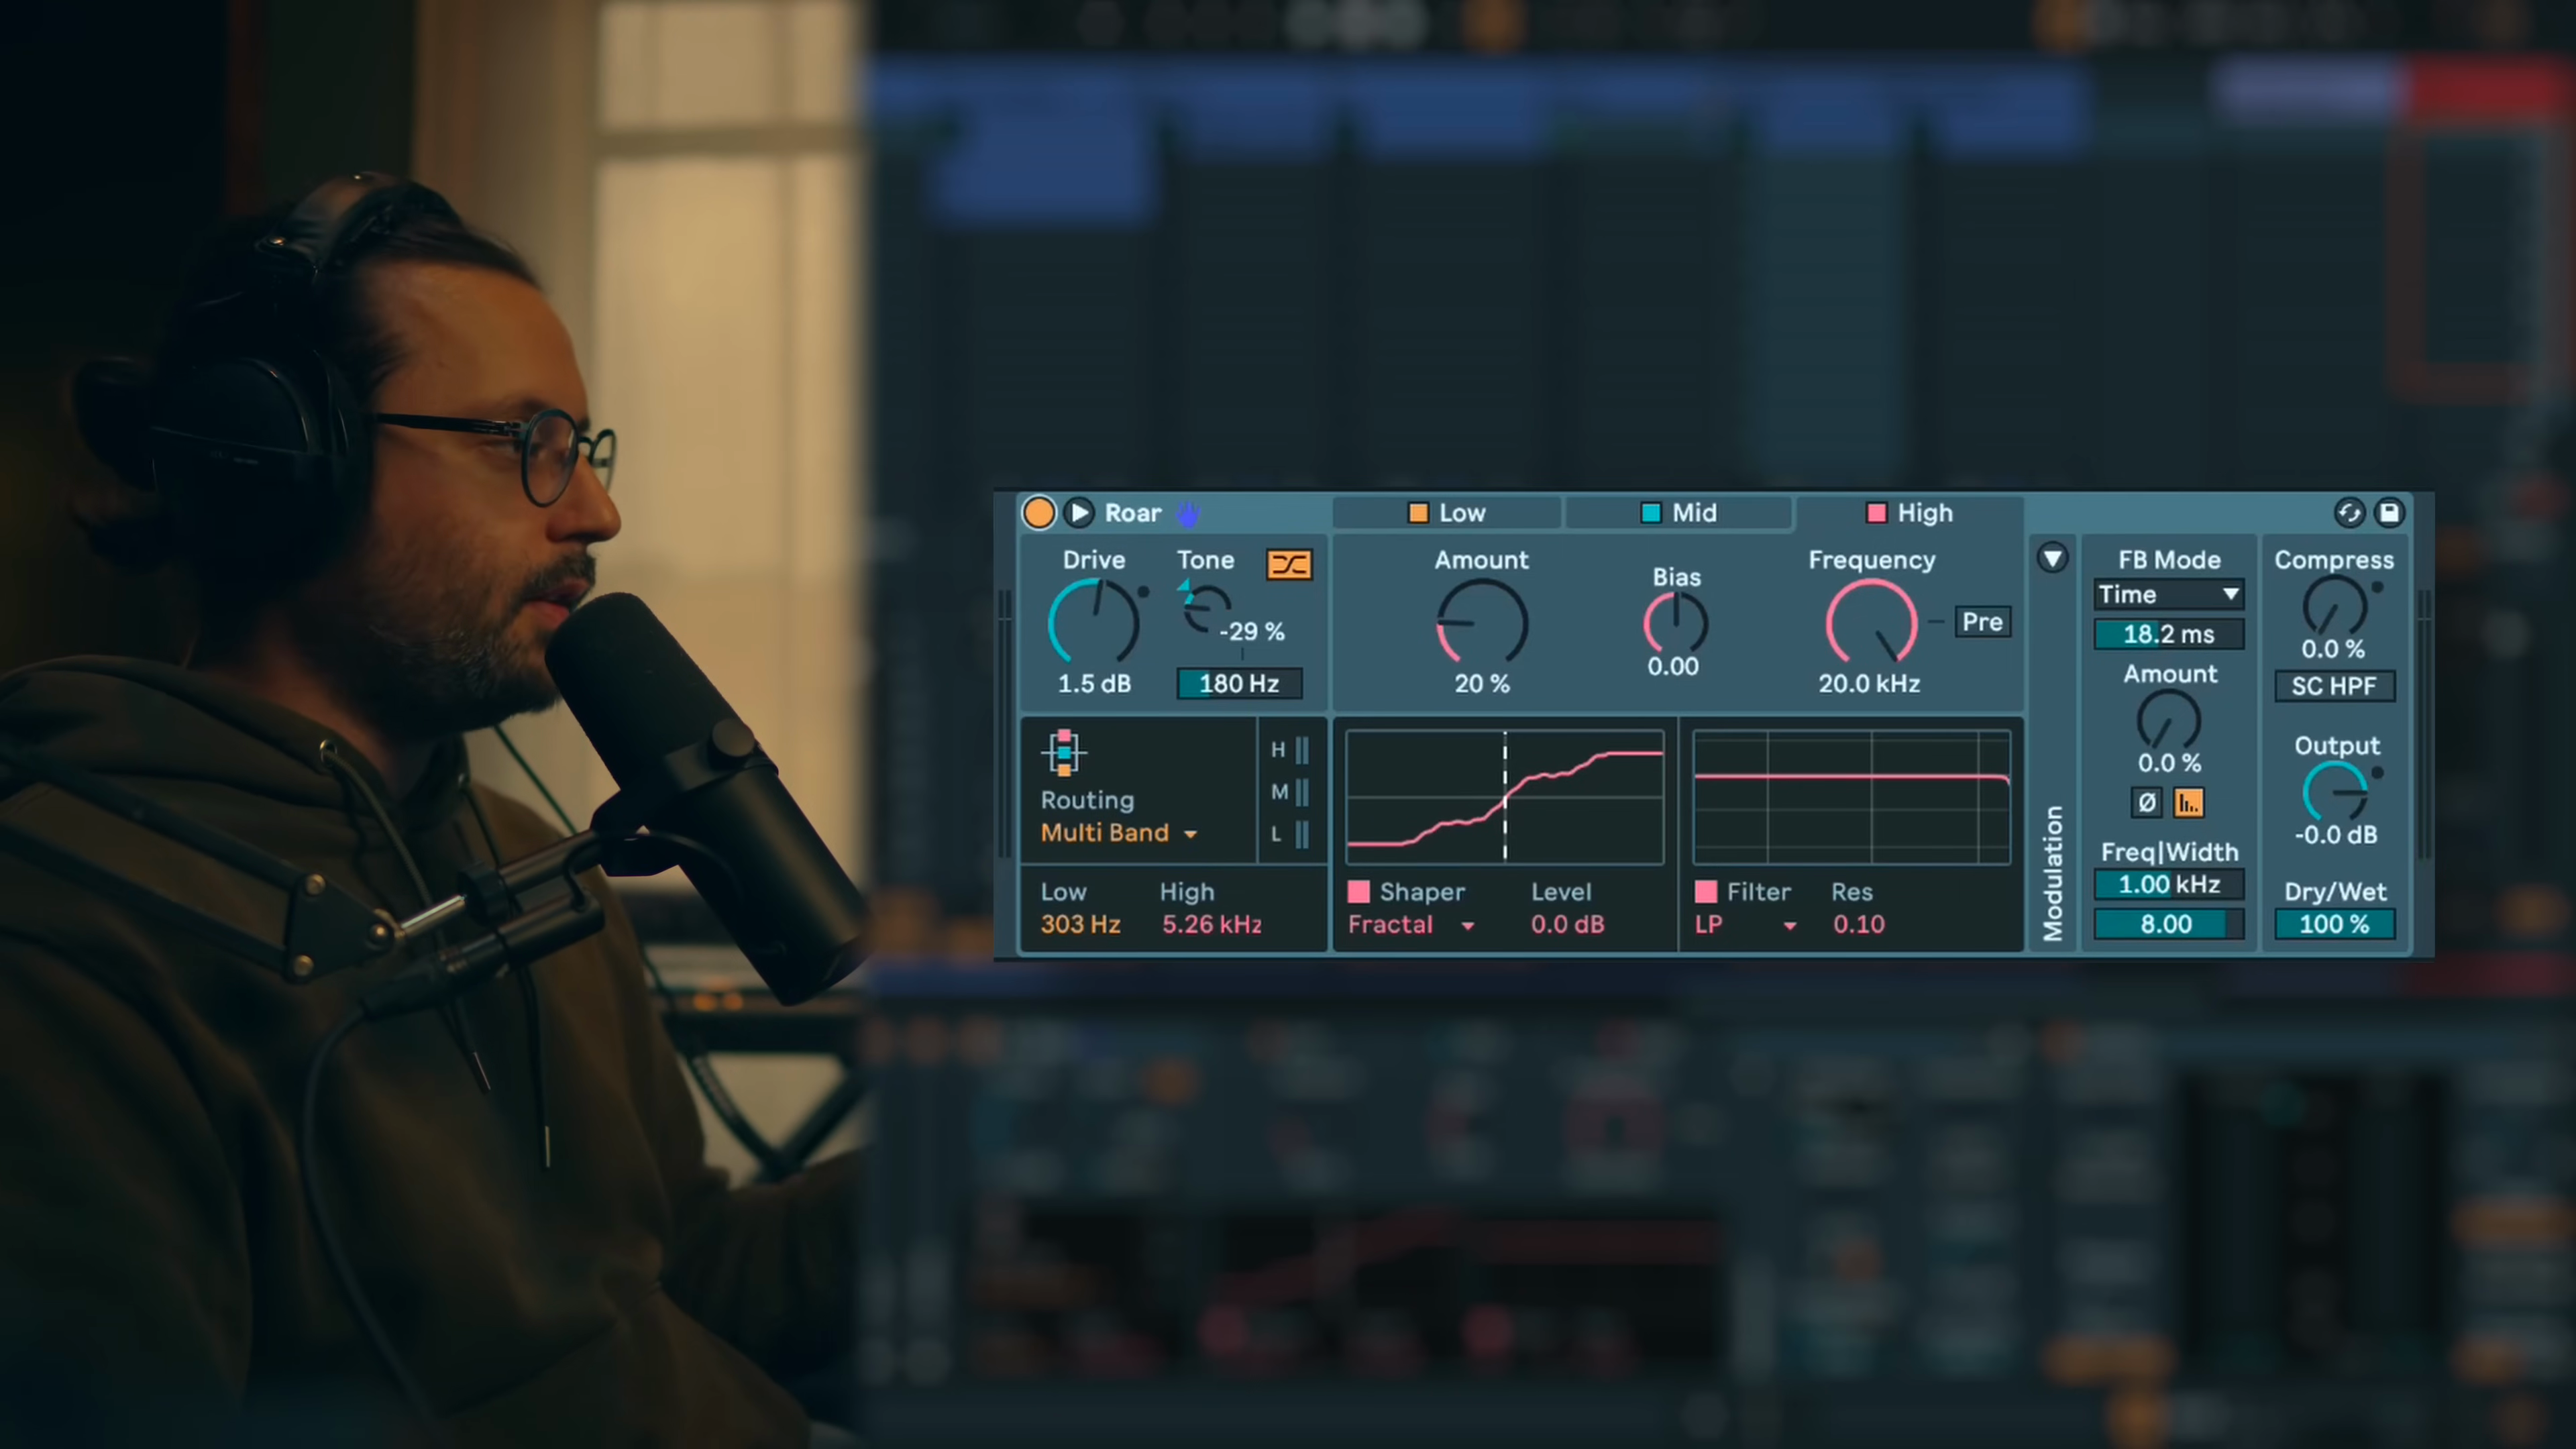 Roar
Low
Mid
High
Drive
Tone
-29 %
1.5 dB
180 Hz
Amount
20 %
Bias
0.00
Frequency
20.0 kHz
Pre
FB Mode
Time
18.2 ms
Amount
0.0 %
Ø
Freq|Width
1.00 kHz
8.00
Compress
0.0 %
SC HPF
Output
-0.0 dB
Dry/Wet
100 %
Routing
Multi Band
H
M
L
Low
High
303 Hz
5.26 kHz
Shaper
Level
Fractal
0.0 dB
Filter
Res
LP
0.10
Modulation